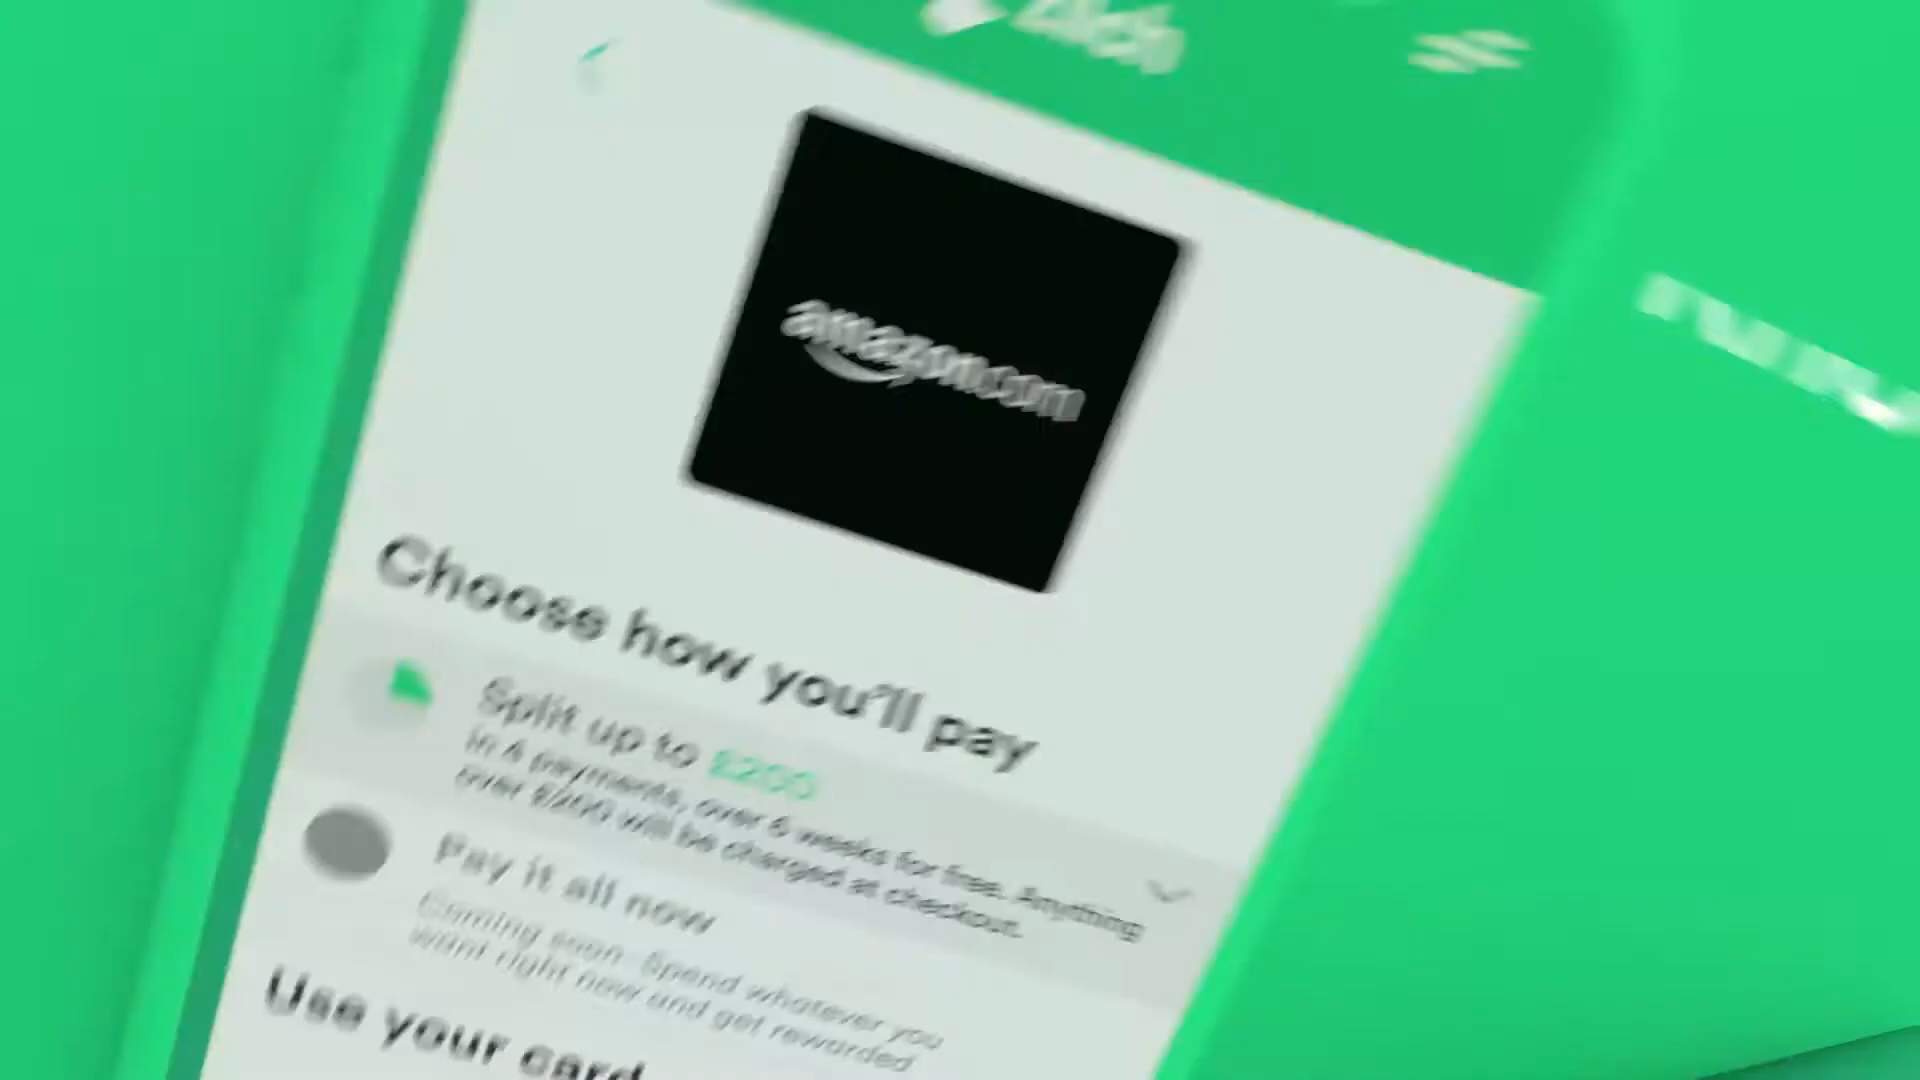 Zilch
amazon.com
Choose how you'll pay
Split up to £200
in 4 payments, over 6 weeks for free. Anything
over £200 will be charged at checkout.
Pay it all now
Coming soon. Spend whatever you
want right now and get rewarded
Use your card